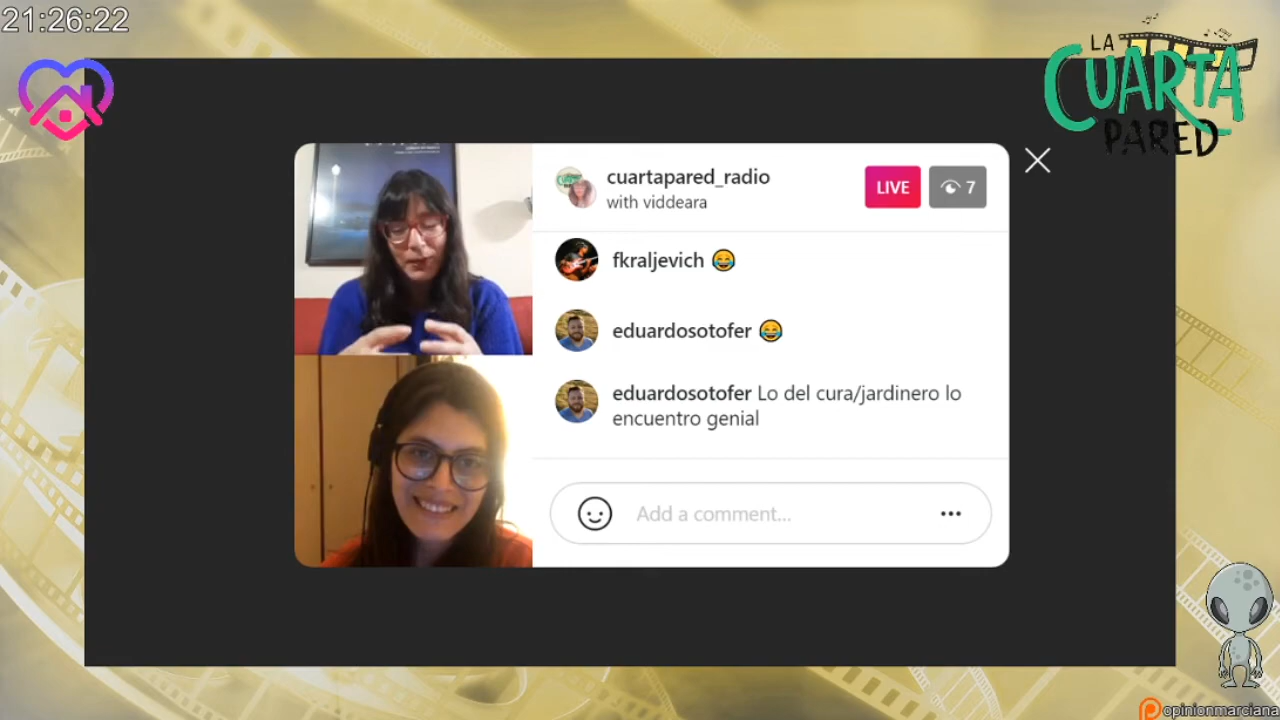 21:26:22
LA
CUARTA
PARED
cuartapared_radio
with viddeara
LIVE
7
fkraljevich 😂
eduardosotofer 😂
eduardosotofer Lo del cura/jardinero lo
encuentro genial
Add a comment...
opinionmarciana